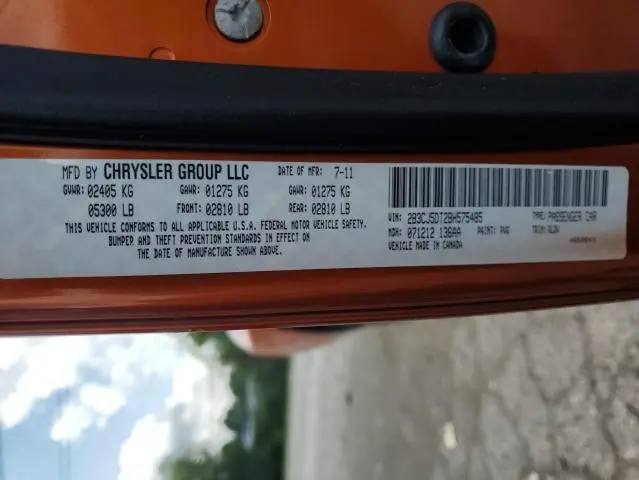 MFD BY CHRYSLER GROUP LLC DATE OF MFR: 7-11
GVWR: 02405 KG GAWR: 01275 KG GAWR: 01275 KG
05300 LB FRONT: 02810 LB REAR: 02810 LB
THIS VEHICLE CONFORMS TO ALL APPLICABLE U.S.A. FEDERAL MOTOR VEHICLE SAFETY,
BUMPER AND THEFT PREVENTION STANDARDS IN EFFECT ON
THE DATE OF MANUFACTURE SHOWN ABOVE.
VIN: 2B3CJ5DT2BH575485 TYPE: PASSENGER CAR
MDH: 071212 136AA PAINT: PVG TRIM:
VEHICLE MADE IN CANADA